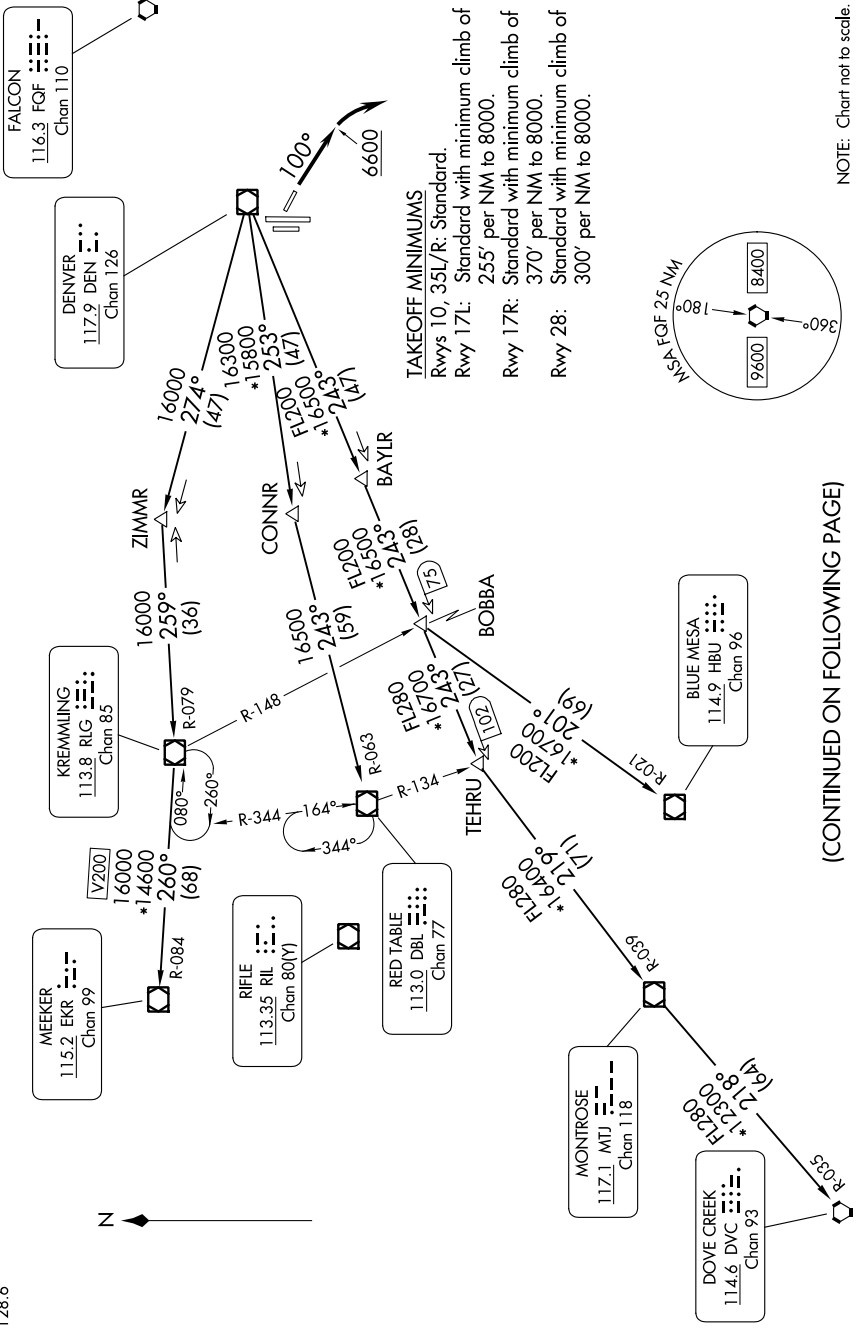 128.6
FALCON
116.3 FQF
Chan 110
DENVER
117.9 DEN
Chan 126
100°
6600
TAKEOFF MINIMUMS
Rwys 10, 35L/R: Standard.
Rwy 17L: Standard with minimum climb of
255' per NM to 8000.
Rwy 17R: Standard with minimum climb of
370' per NM to 8000.
Rwy 28: Standard with minimum climb of
300' per NM to 8000.
16000
274°
(47)
16300
*15800
253°
(47)
FL200
*16500
243°
(47)
ZIMMR
CONNR
BAYLR
16000
259°
(36)
16500
243°
(59)
FL200
*16500
243°
(28)
75
BOBBA
KREMMLING
113.8 RLG
Chan 85
R-079
R-148
080°
260°
R-344
164°
344°
R-063
R-134
FL280
*16700
243°
(27)
102
TEHRU
FL200
*16700
201°
(69)
R-021
BLUE MESA
114.9 HBU
Chan 96
V200
16000
*14600
260°
(68)
R-084
MEEKER
115.2 EKR
Chan 99
RIFLE
113.35 RIL
Chan 80(Y)
RED TABLE
113.0 DBL
Chan 77
FL280
*16400
219°
(71)
R-039
MONTROSE
117.1 MTJ
Chan 118
FL280
*12300
218°
(64)
R-035
DOVE CREEK
114.6 DVC
Chan 93
N
MSA FQF 25 NM
180°
360°
9600
8400
(CONTINUED ON FOLLOWING PAGE)
NOTE: Chart not to scale.